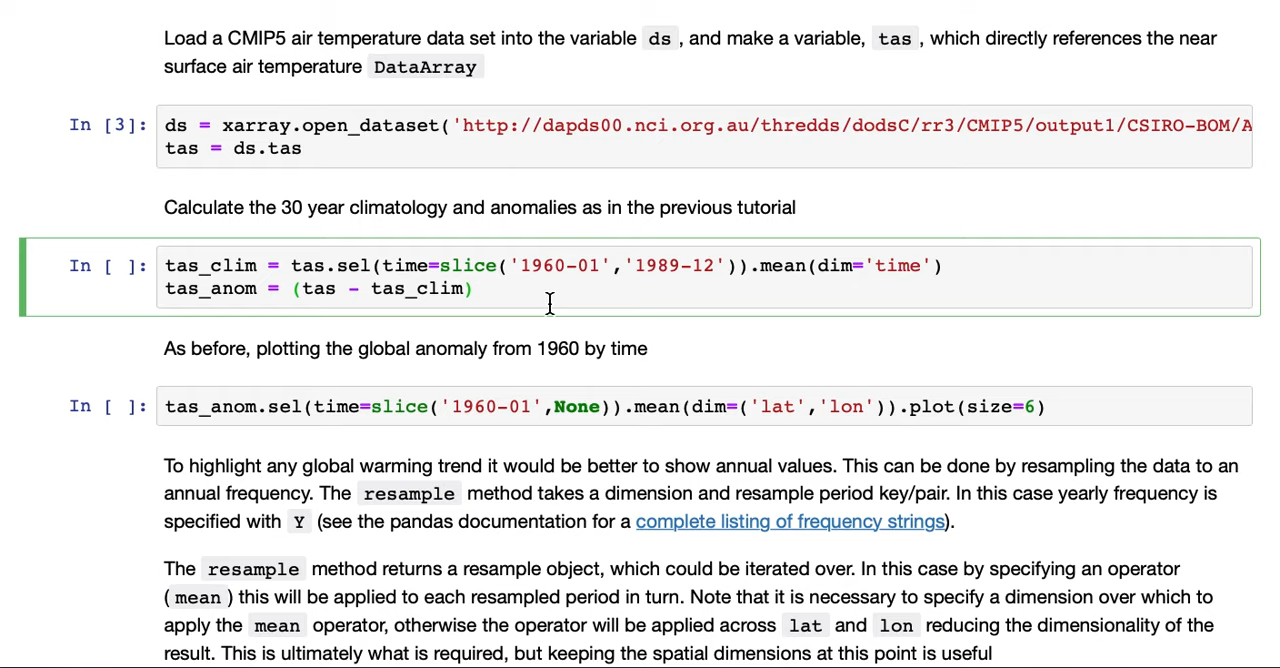 Load a CMIP5 air temperature data set into the variable ds , and make a variable, tas , which directly references the near
surface air temperature DataArray
In [3]: ds = xarray.open_dataset('http://dapds00.nci.org.au/thredds/dodsC/rr3/CMIP5/output1/CSIRO-BOM/A
tas = ds.tas
Calculate the 30 year climatology and anomalies as in the previous tutorial
In [ ]: tas_clim = tas.sel(time=slice('1960-01','1989-12')).mean(dim='time')
tas_anom = (tas - tas_clim)
As before, plotting the global anomaly from 1960 by time
In [ ]: tas_anom.sel(time=slice('1960-01',None)).mean(dim=('lat','lon')).plot(size=6)
To highlight any global warming trend it would be better to show annual values. This can be done by resampling the data to an
annual frequency. The resample method takes a dimension and resample period key/pair. In this case yearly frequency is
specified with Y (see the pandas documentation for a complete listing of frequency strings).
The resample method returns a resample object, which could be iterated over. In this case by specifying an operator
( mean ) this will be applied to each resampled period in turn. Note that it is necessary to specify a dimension over which to
apply the mean operator, otherwise the operator will be applied across lat and lon reducing the dimensionality of the
result. This is ultimately what is required, but keeping the spatial dimensions at this point is useful